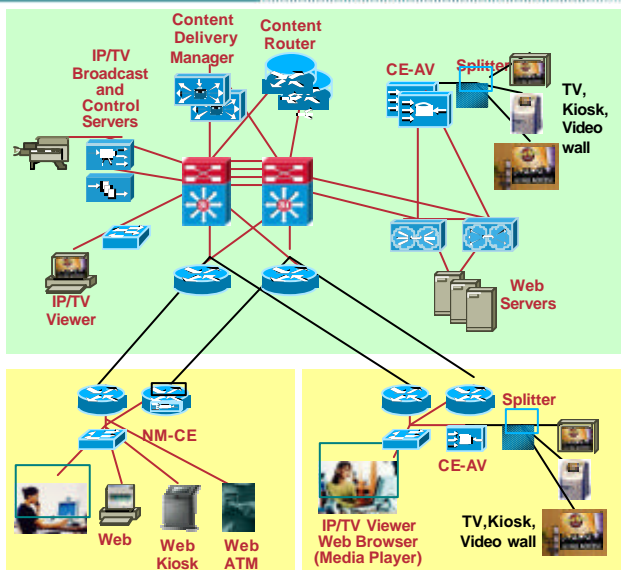 Content
Delivery
Manager
Content
Router
IP/TV
Broadcast
and
Control
Servers
CE-AV
Splitter
TV,
Kiosk,
Video
wall
IP/TV
Viewer
Web
Servers
NM-CE
Web
Web
Kiosk
Web
ATM
Splitter
CE-AV
IP/TV Viewer
Web Browser
(Media Player)
TV,Kiosk,
Video wall